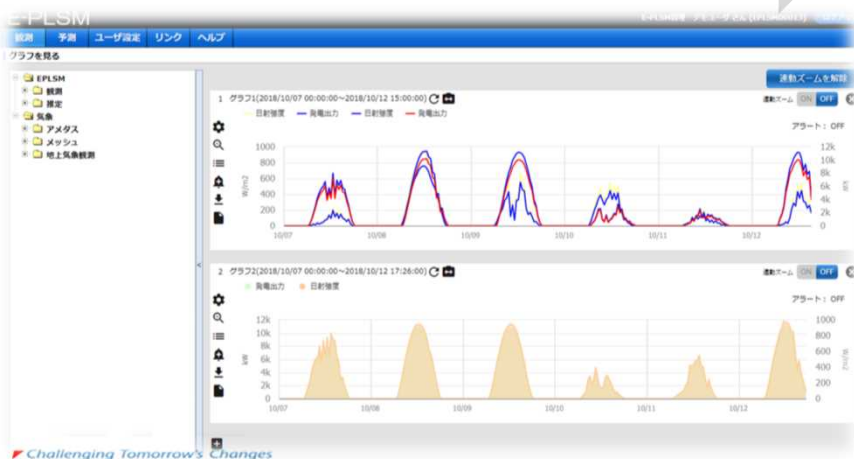 E-PLSM
観測 予測 ユーザ設定 リンク ヘルプ
グラフを見る
EPLSM
観測
推定
気象
アメダス
メッシュ
地上気象観測
連動ズームを解除
1 グラフ1(2018/10/07 00:00:00~2018/10/12 15:00:00)
連動ズーム ON OFF
日射強度 発電出力 日射強度 発電出力
アラート: OFF
1000 800 600 400 200 0
W/m2
12k 10k 8k 6k 4k 2k 0
kW
10/07 10/08 10/09 10/10 10/11 10/12
2 グラフ2(2018/10/07 00:00:00~2018/10/12 17:26:00)
連動ズーム ON OFF
発電出力 日射強度
アラート: OFF
12k 10k 8k 6k 4k 2k 0
kW
1000 800 600 400 200 0
W/m2
10/07 10/08 10/09 10/10 10/11 10/12
Challenging Tomorrow's Changes